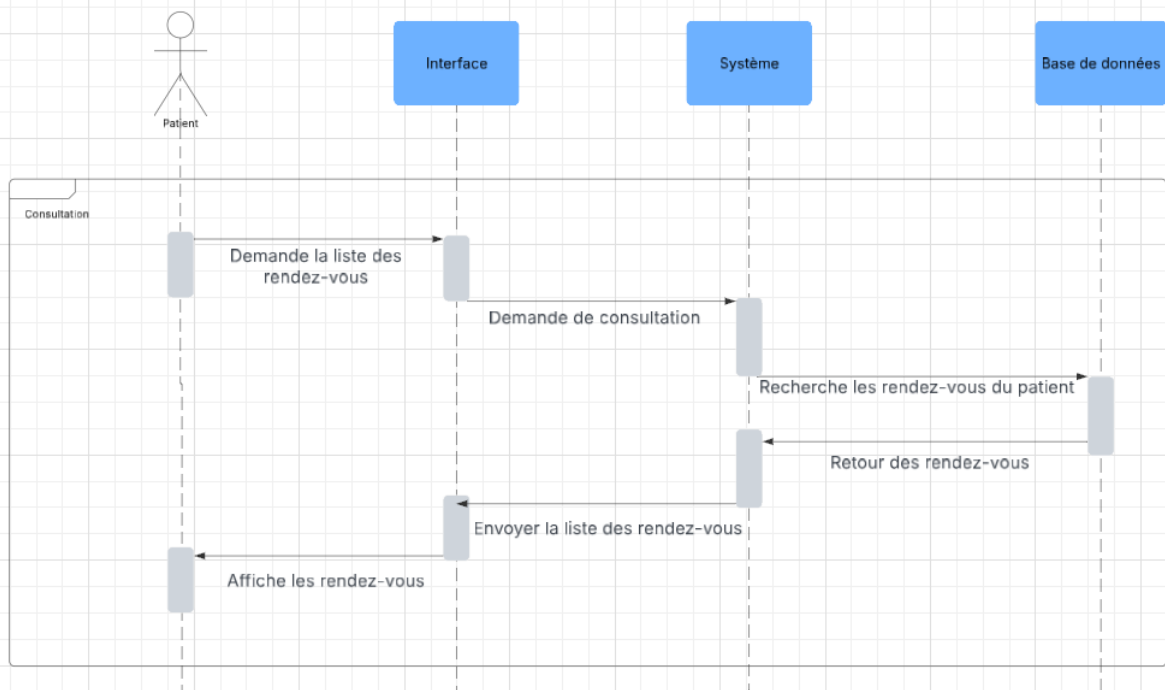 Interface
Système
Base de données
Patient
Consultation
Demande la liste des
rendez-vous
Demande de consultation
Recherche les rendez-vous du patient
Retour des rendez-vous
Envoyer la liste des rendez-vous
Affiche les rendez-vous